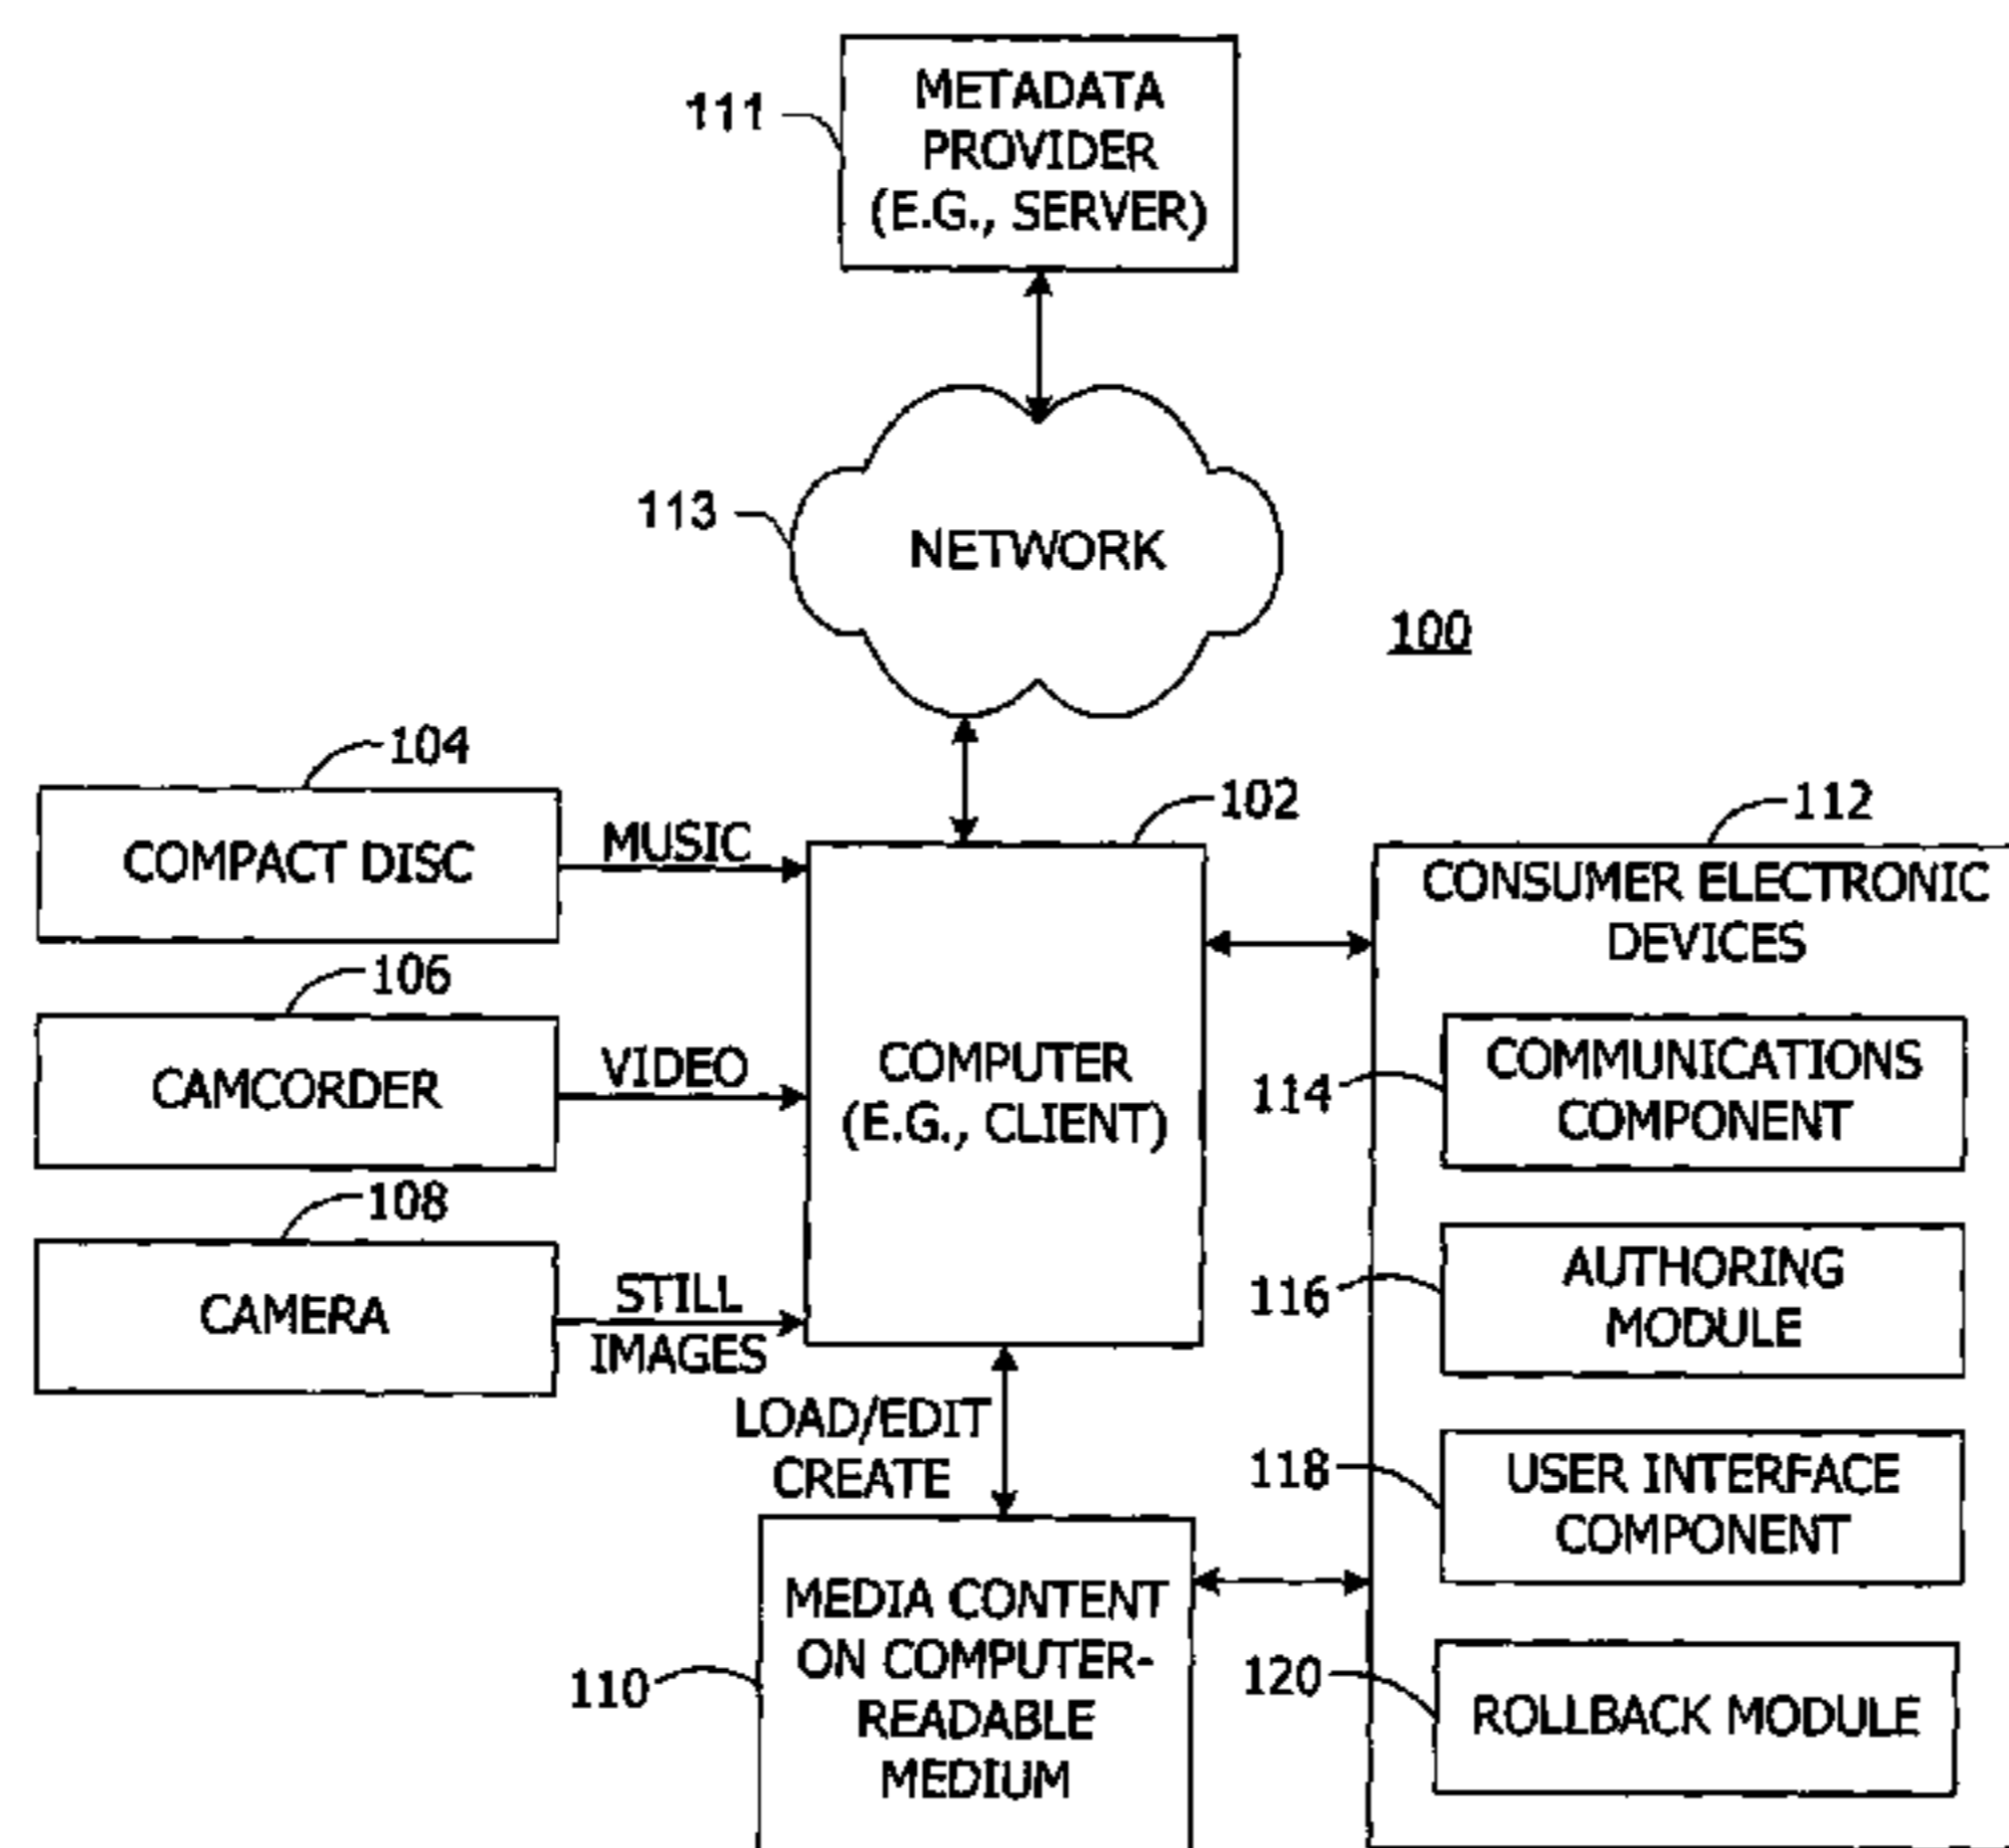 111
METADATA
PROVIDER
(E.G., SERVER)
113
NETWORK
100
104
COMPACT DISC
MUSIC
106
CAMCORDER
VIDEO
108
CAMERA
STILL
IMAGES
102
COMPUTER
(E.G., CLIENT)
LOAD/EDIT
CREATE
110
MEDIA CONTENT
ON COMPUTER-
READABLE
MEDIUM
112
CONSUMER ELECTRONIC
DEVICES
114
COMMUNICATIONS
COMPONENT
116
AUTHORING
MODULE
118
USER INTERFACE
COMPONENT
120
ROLLBACK MODULE